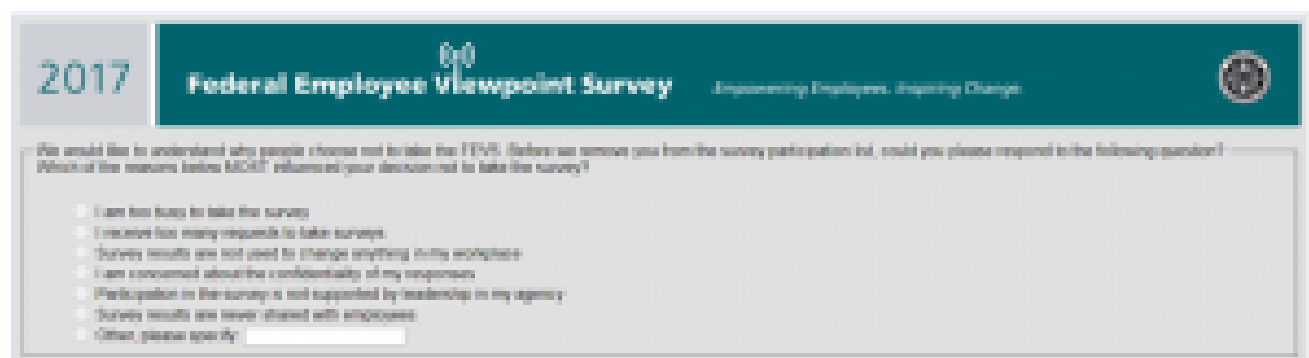 2017
Federal Employee Viewpoint Survey
Empowering Employees. Inspiring Change.
We would like to understand why people choose not to take the FEVS. Before we remove you from the survey participation list, could you please respond to the following question?
Which of the reasons below MOST influenced your decision not to take the survey?
I am too busy to take the survey
I receive too many requests to take surveys
Survey results are not used to change anything in my workplace
I am concerned about the confidentiality of my responses
Participation in the survey is not supported by leadership in my agency
Survey results are never shared with employees
Other, please specify